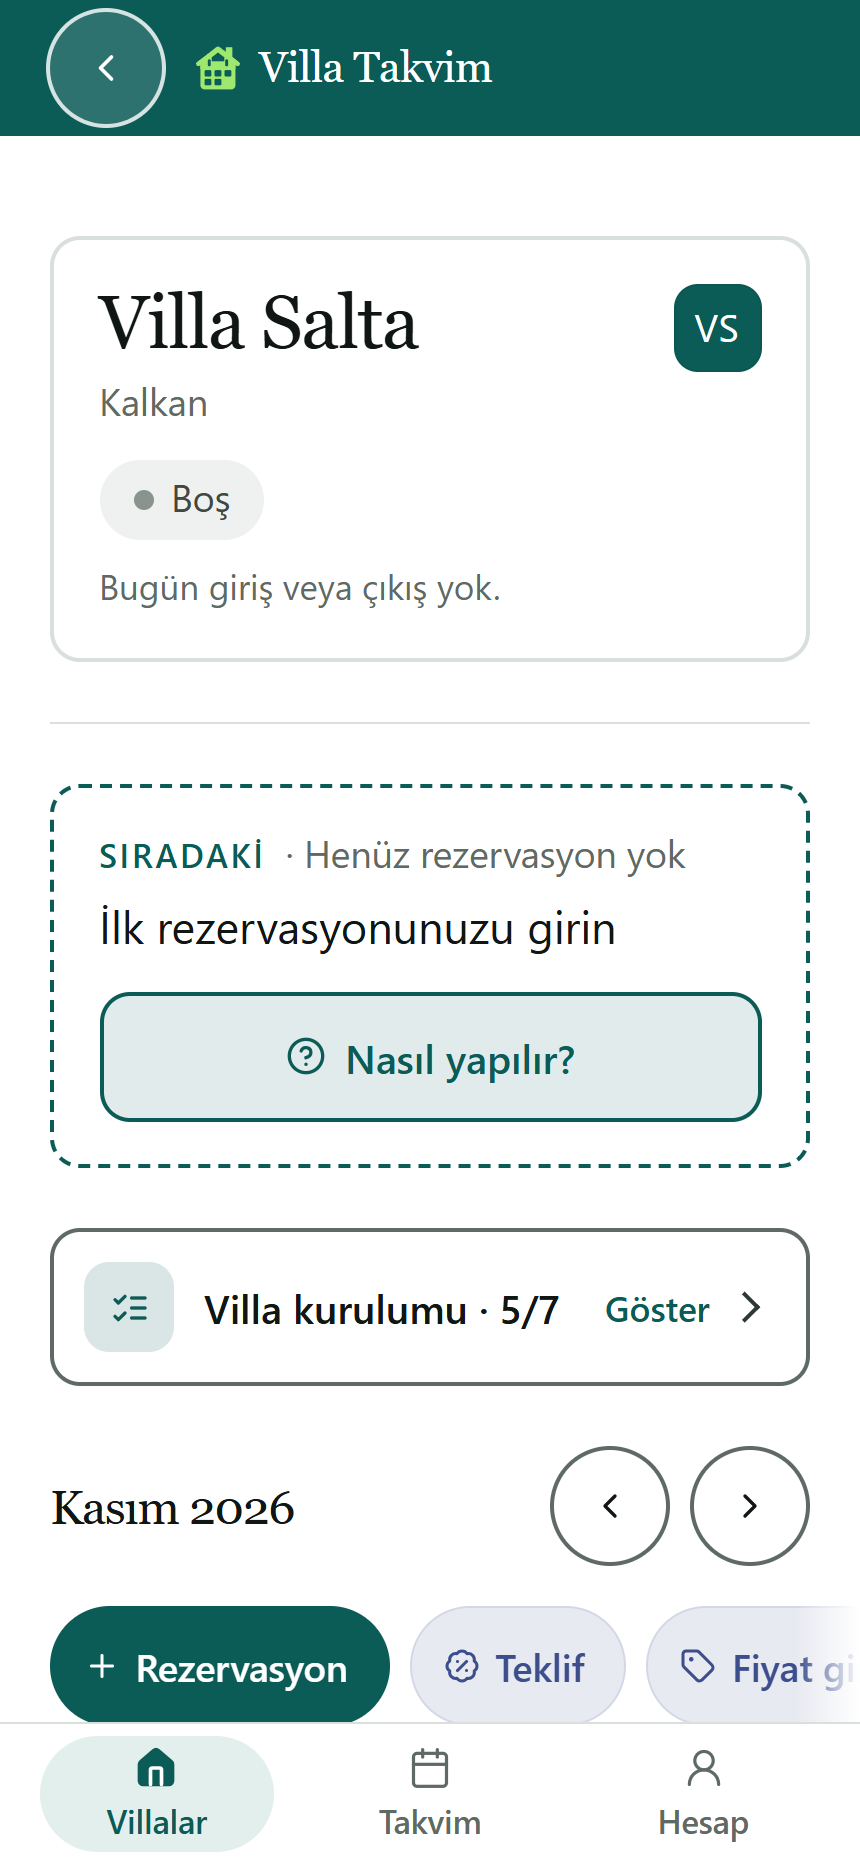 Villa Takvim
Villa Salta
VS
Kalkan
Boş
Bugün giriş veya çıkış yok.
SIRADAKİ · Henüz rezervasyon yok
İlk rezervasyonunuzu girin
Nasıl yapılır?
Villa kurulumu · 5/7 Göster
Kasım 2026
Rezervasyon Teklif Fiyat gi
Villalar Takvim Hesap